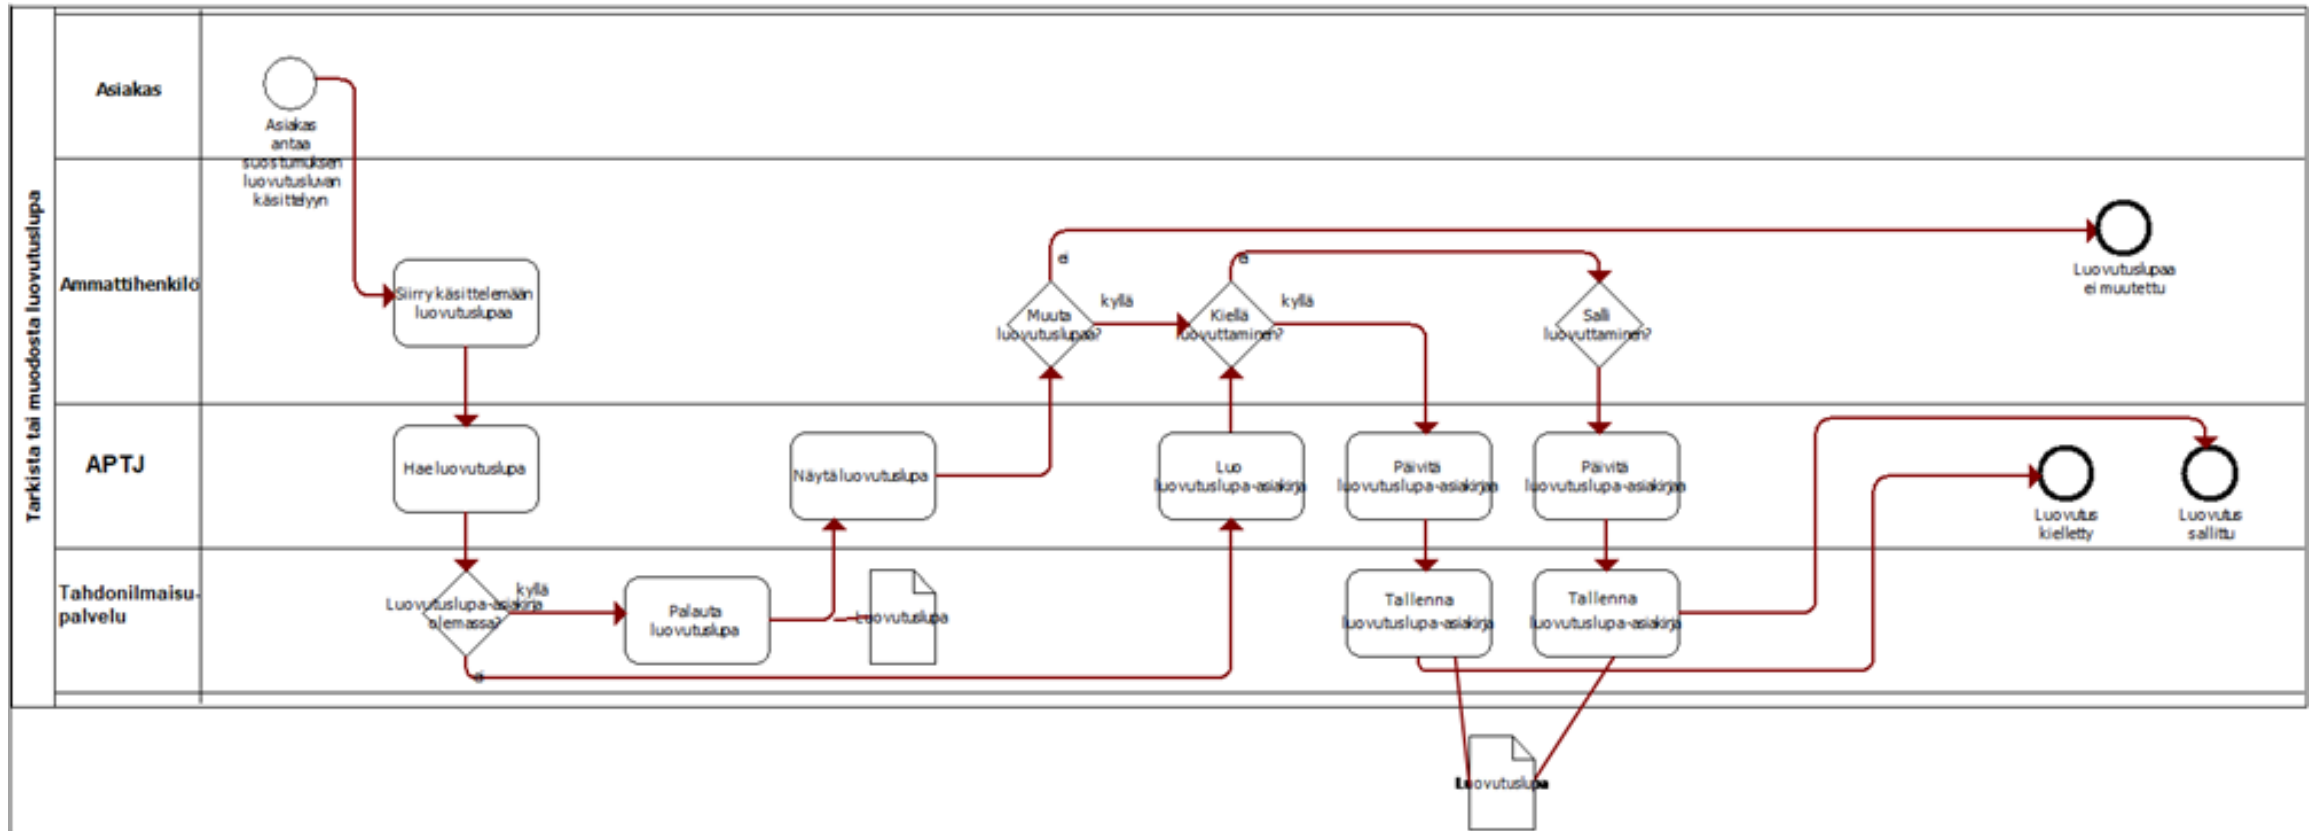 Tarkista tai muodosta luovutuslupa
Asiakas
Asiakas
antaa
suostumuksen
luovutusluvan
käsittelyyn
Ammattihenkilö
Siirry käsittelemään
luovutuslupaa
Muuta
luovutuslupaa?
ei
kyllä
Kiellä
luovuttaminen?
ei
kyllä
Salli
luovuttaminen?
Luovutuslupaa
ei muutettu
APTJ
Hae luovutuslupa
Näytä luovutuslupa
Luo
luovutuslupa-asiakirja
Päivitä
luovutuslupa-asiakirjaa
Päivitä
luovutuslupa-asiakirjaa
Luovutus
kielletty
Luovutus
sallittu
Tahdonilmaisu-
palvelu
Luovutuslupa-asiakirja
olemassa?
kyllä
ei
Palauta
luovutuslupa
Luovutuslupa
Tallenna
luovutuslupa-asiakirja
Tallenna
luovutuslupa-asiakirja
Luovutuslupa